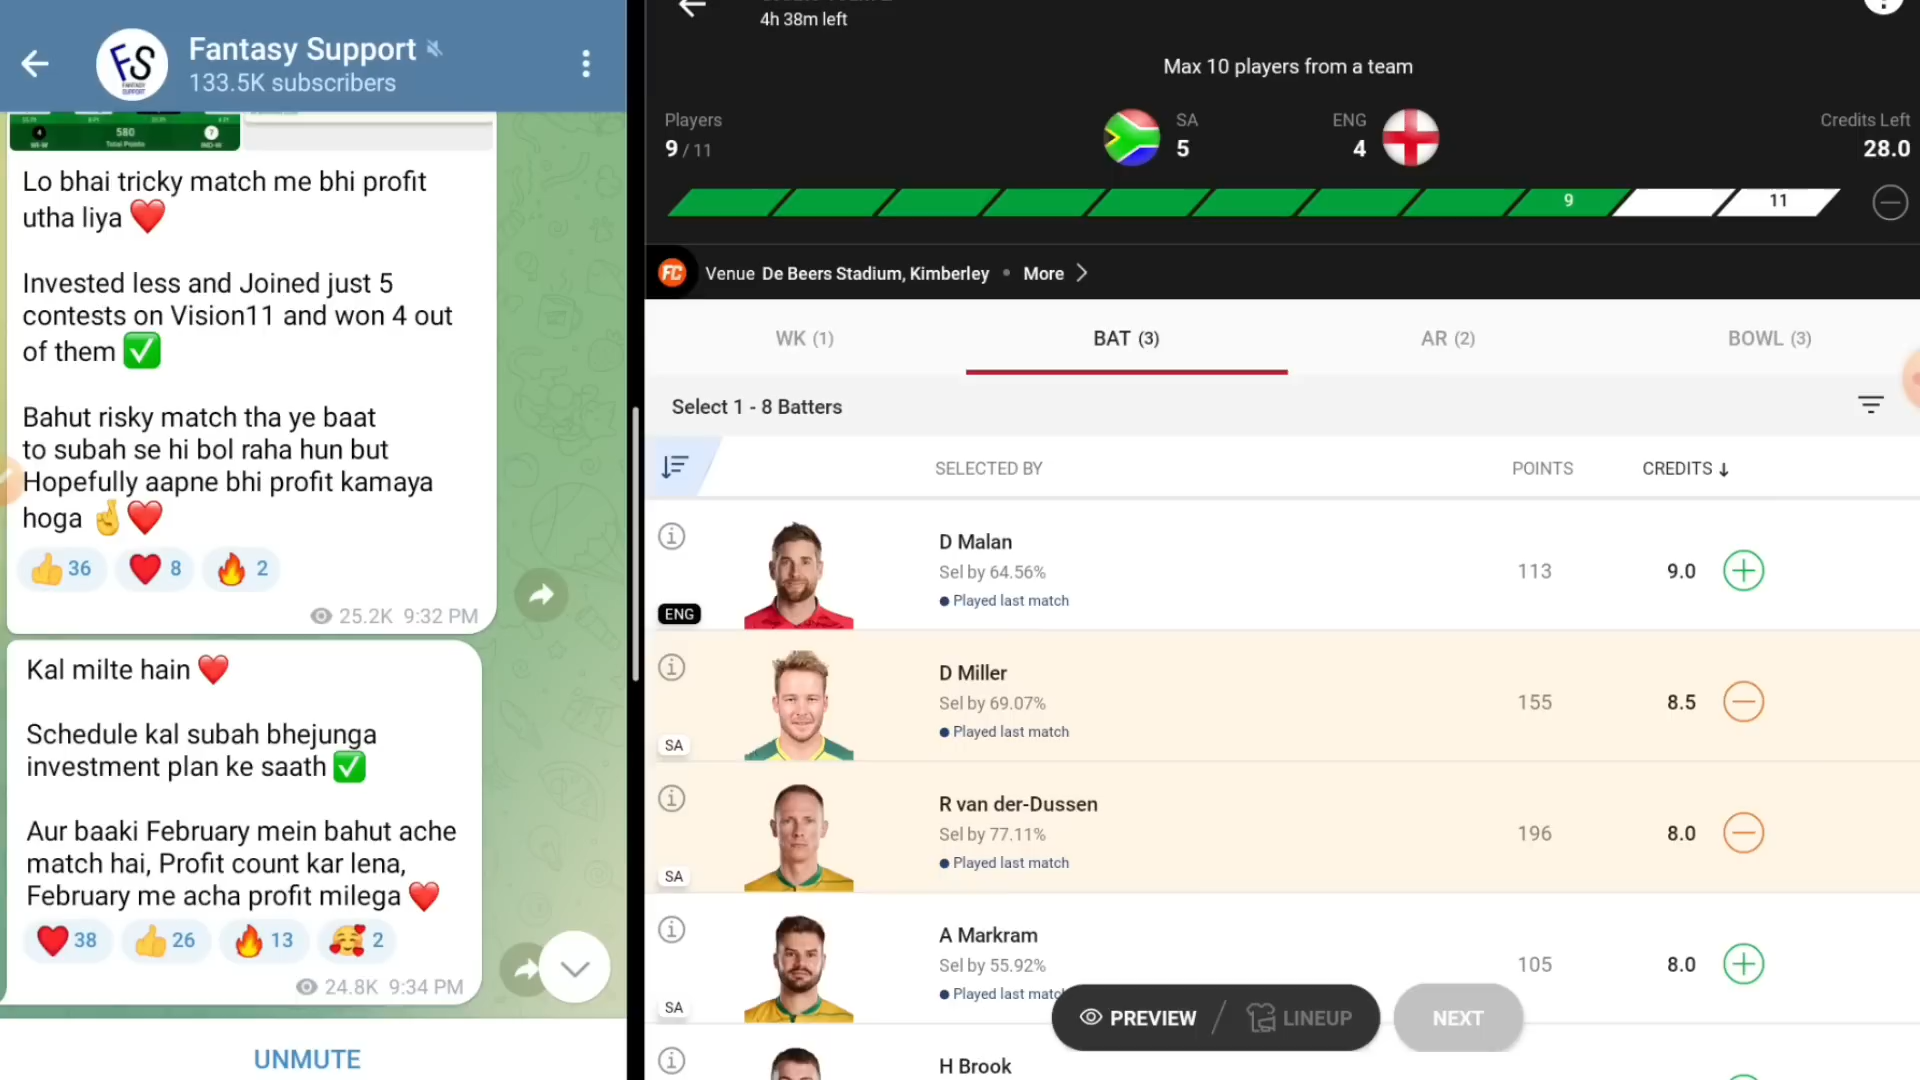 Fantasy Support
133.5K subscribers
580
Total Points
Lo bhai tricky match me bhi profit
utha liya ❤️
Invested less and Joined just 5
contests on Vision11 and won 4 out
of them ✅
Bahut risky match tha ye baat
to subah se hi bol raha hun but
Hopefully aapne bhi profit kamaya
hoga 🤞❤️
👍 36 ❤️ 8 🔥 2
25.2K 9:32 PM
Kal milte hain ❤️
Schedule kal subah bhejunga
investment plan ke saath ✅
Aur baaki February mein bahut ache
match hai, Profit count kar lena,
February me acha profit milega ❤️
❤️ 38 👍 26 🔥 13 🥰 2
24.8K 9:34 PM
UNMUTE
4h 38m left
Max 10 players from a team
Players
9 / 11
SA
5
ENG
4
Credits Left
28.0
9
11
FC
Venue De Beers Stadium, Kimberley • More
WK (1)
BAT (3)
AR (2)
BOWL (3)
Select 1 - 8 Batters
SELECTED BY
POINTS
CREDITS ↓
D Malan
Sel by 64.56%
Played last match
ENG
113
9.0
D Miller
Sel by 69.07%
Played last match
SA
155
8.5
R van der-Dussen
Sel by 77.11%
Played last match
SA
196
8.0
A Markram
Sel by 55.92%
Played last
SA
105
8.0
H Brook
PREVIEW / LINEUP
NEXT